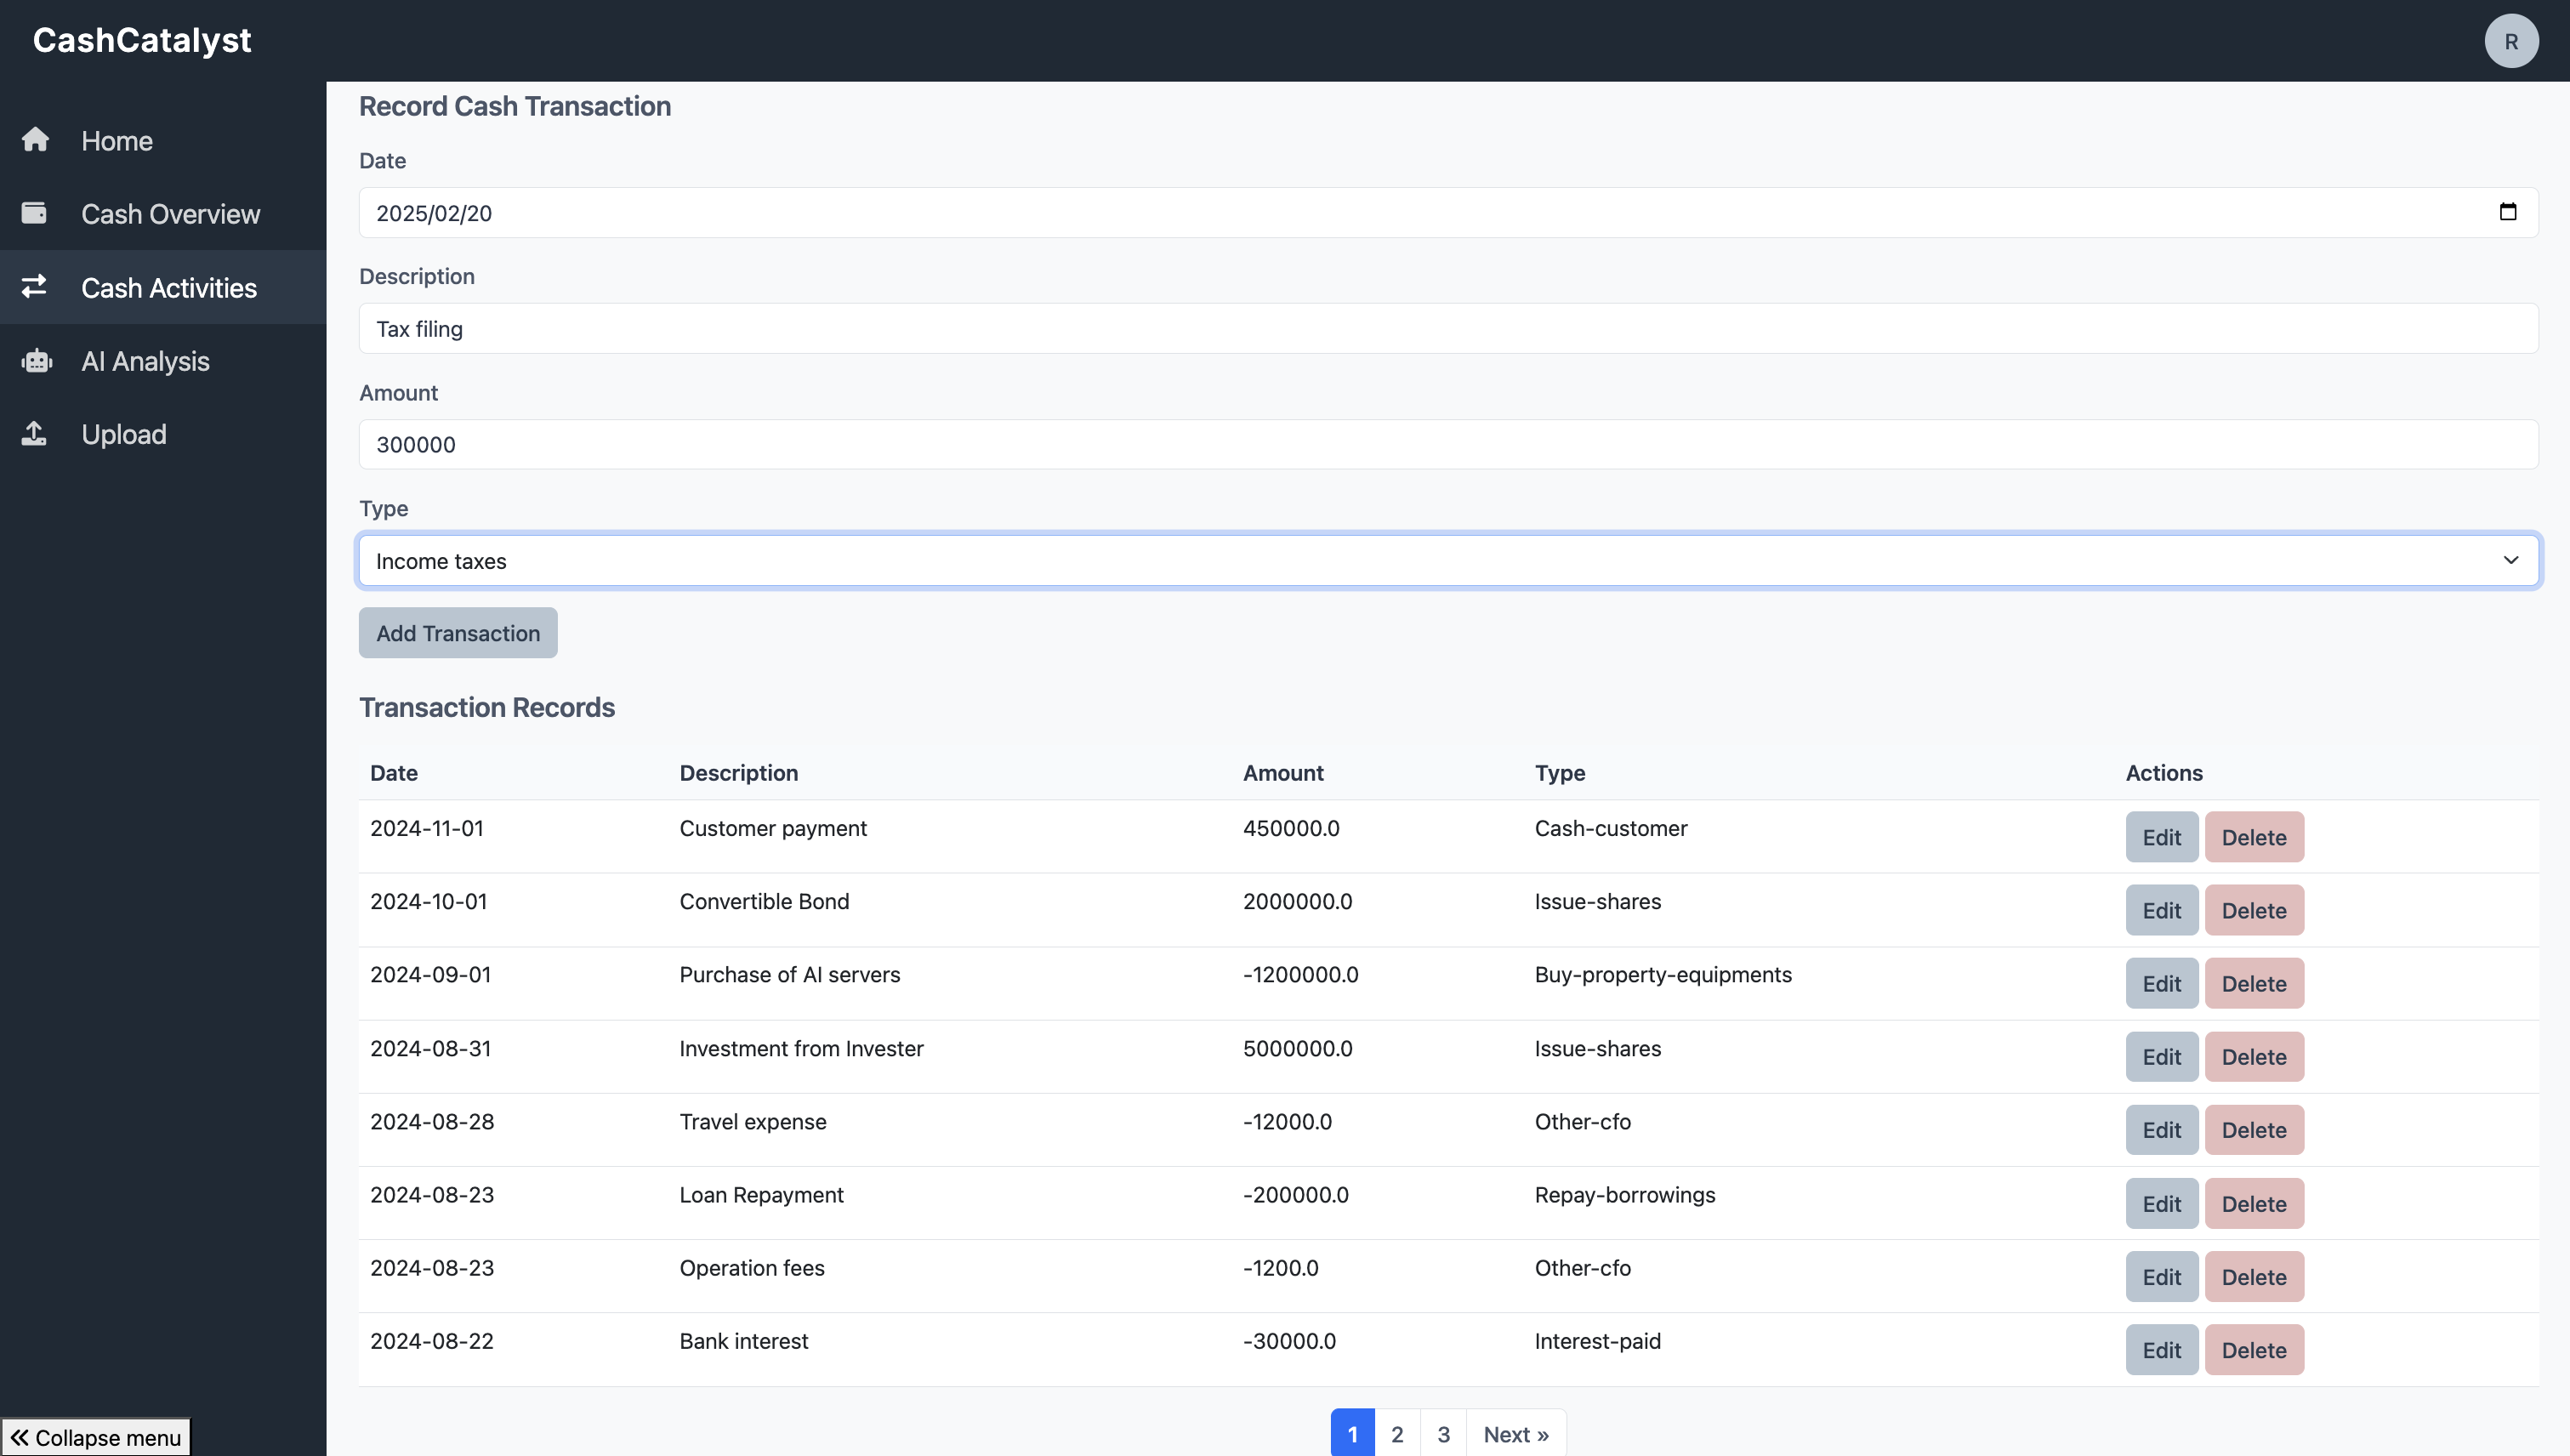 CashCatalyst
R
Home
Cash Overview
Cash Activities
AI Analysis
Upload
Collapse menu
Record Cash Transaction
Date
2025/02/20
Description
Tax filing
Amount
300000
Type
Income taxes
Add Transaction
Transaction Records
Date Description Amount Type Actions
2024-11-01 Customer payment 450000.0 Cash-customer Edit Delete
2024-10-01 Convertible Bond 2000000.0 Issue-shares Edit Delete
2024-09-01 Purchase of AI servers -1200000.0 Buy-property-equipments Edit Delete
2024-08-31 Investment from Invester 5000000.0 Issue-shares Edit Delete
2024-08-28 Travel expense -12000.0 Other-cfo Edit Delete
2024-08-23 Loan Repayment -200000.0 Repay-borrowings Edit Delete
2024-08-23 Operation fees -1200.0 Other-cfo Edit Delete
2024-08-22 Bank interest -30000.0 Interest-paid Edit Delete
1 2 3 Next »